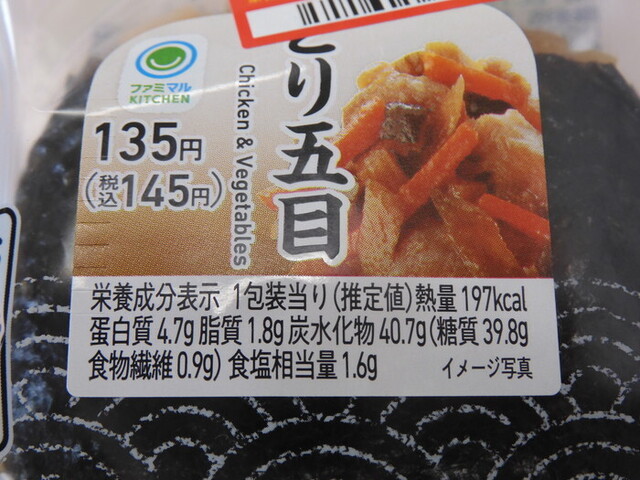 ファミマル
KITCHEN
135円
(税込145円)
とり五目
Chicken & Vegetables
栄養成分表示 1包装当り(推定値)熱量197kcal
蛋白質4.7g脂質1.8g炭水化物40.7g(糖質39.8g
食物繊維0.9g)食塩相当量1.6g
イメージ写真